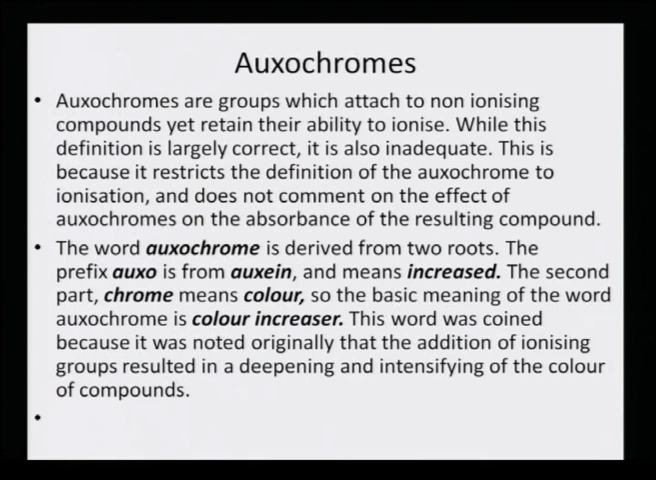 Auxochromes
• Auxochromes are groups which attach to non ionising
compounds yet retain their ability to ionise. While this
definition is largely correct, it is also inadequate. This is
because it restricts the definition of the auxochrome to
ionisation, and does not comment on the effect of
auxochromes on the absorbance of the resulting compound.
• The word auxochrome is derived from two roots. The
prefix auxo is from auxein, and means increased. The second
part, chrome means colour, so the basic meaning of the word
auxochrome is colour increaser. This word was coined
because it was noted originally that the addition of ionising
groups resulted in a deepening and intensifying of the colour
of compounds.
•